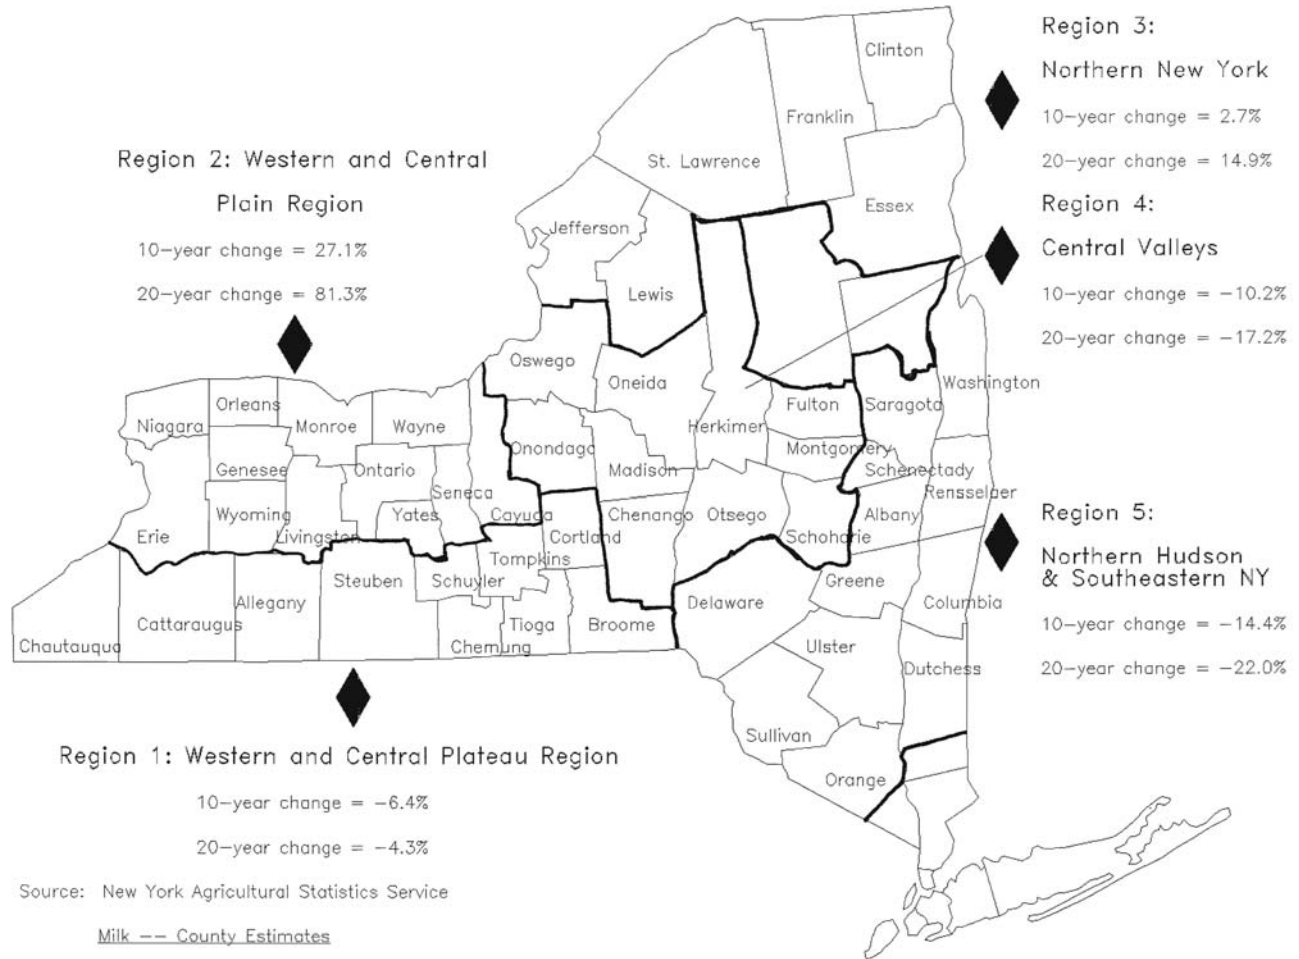 Region 3:
Northern New York
10-year change = 2.7%
20-year change = 14.9%
Region 4:
Central Valleys
10-year change = -10.2%
20-year change = -17.2%
Region 2: Western and Central
Plain Region
10-year change = 27.1%
20-year change = 81.3%
Clinton
Franklin
St. Lawrence
Essex
Jefferson
Lewis
Oswego
Oneida
Washington
Orleans
Fulton
Saragota
Niagara
Monroe
Wayne
Herkimer
Onondaga
Montgomery
Genesee
Ontario
Madison
Schenectady
Seneca
Rensselaer
Wyoming
Yates
Cayuga
Chenango
Otsego
Albany
Erie
Livingston
Cortland
Schoharie
Tompkins
Steuben
Schuyler
Greene
Allegany
Delaware
Columbia
Cattaraugus
Tioga
Broome
Chautauqua
Chemung
Ulster
Dutchess
Sullivan
Orange
Region 5:
Northern Hudson
& Southeastern NY
10-year change = -14.4%
20-year change = -22.0%
Region 1: Western and Central Plateau Region
10-year change = -6.4%
20-year change = -4.3%
Source: New York Agricultural Statistics Service
Milk -- County Estimates